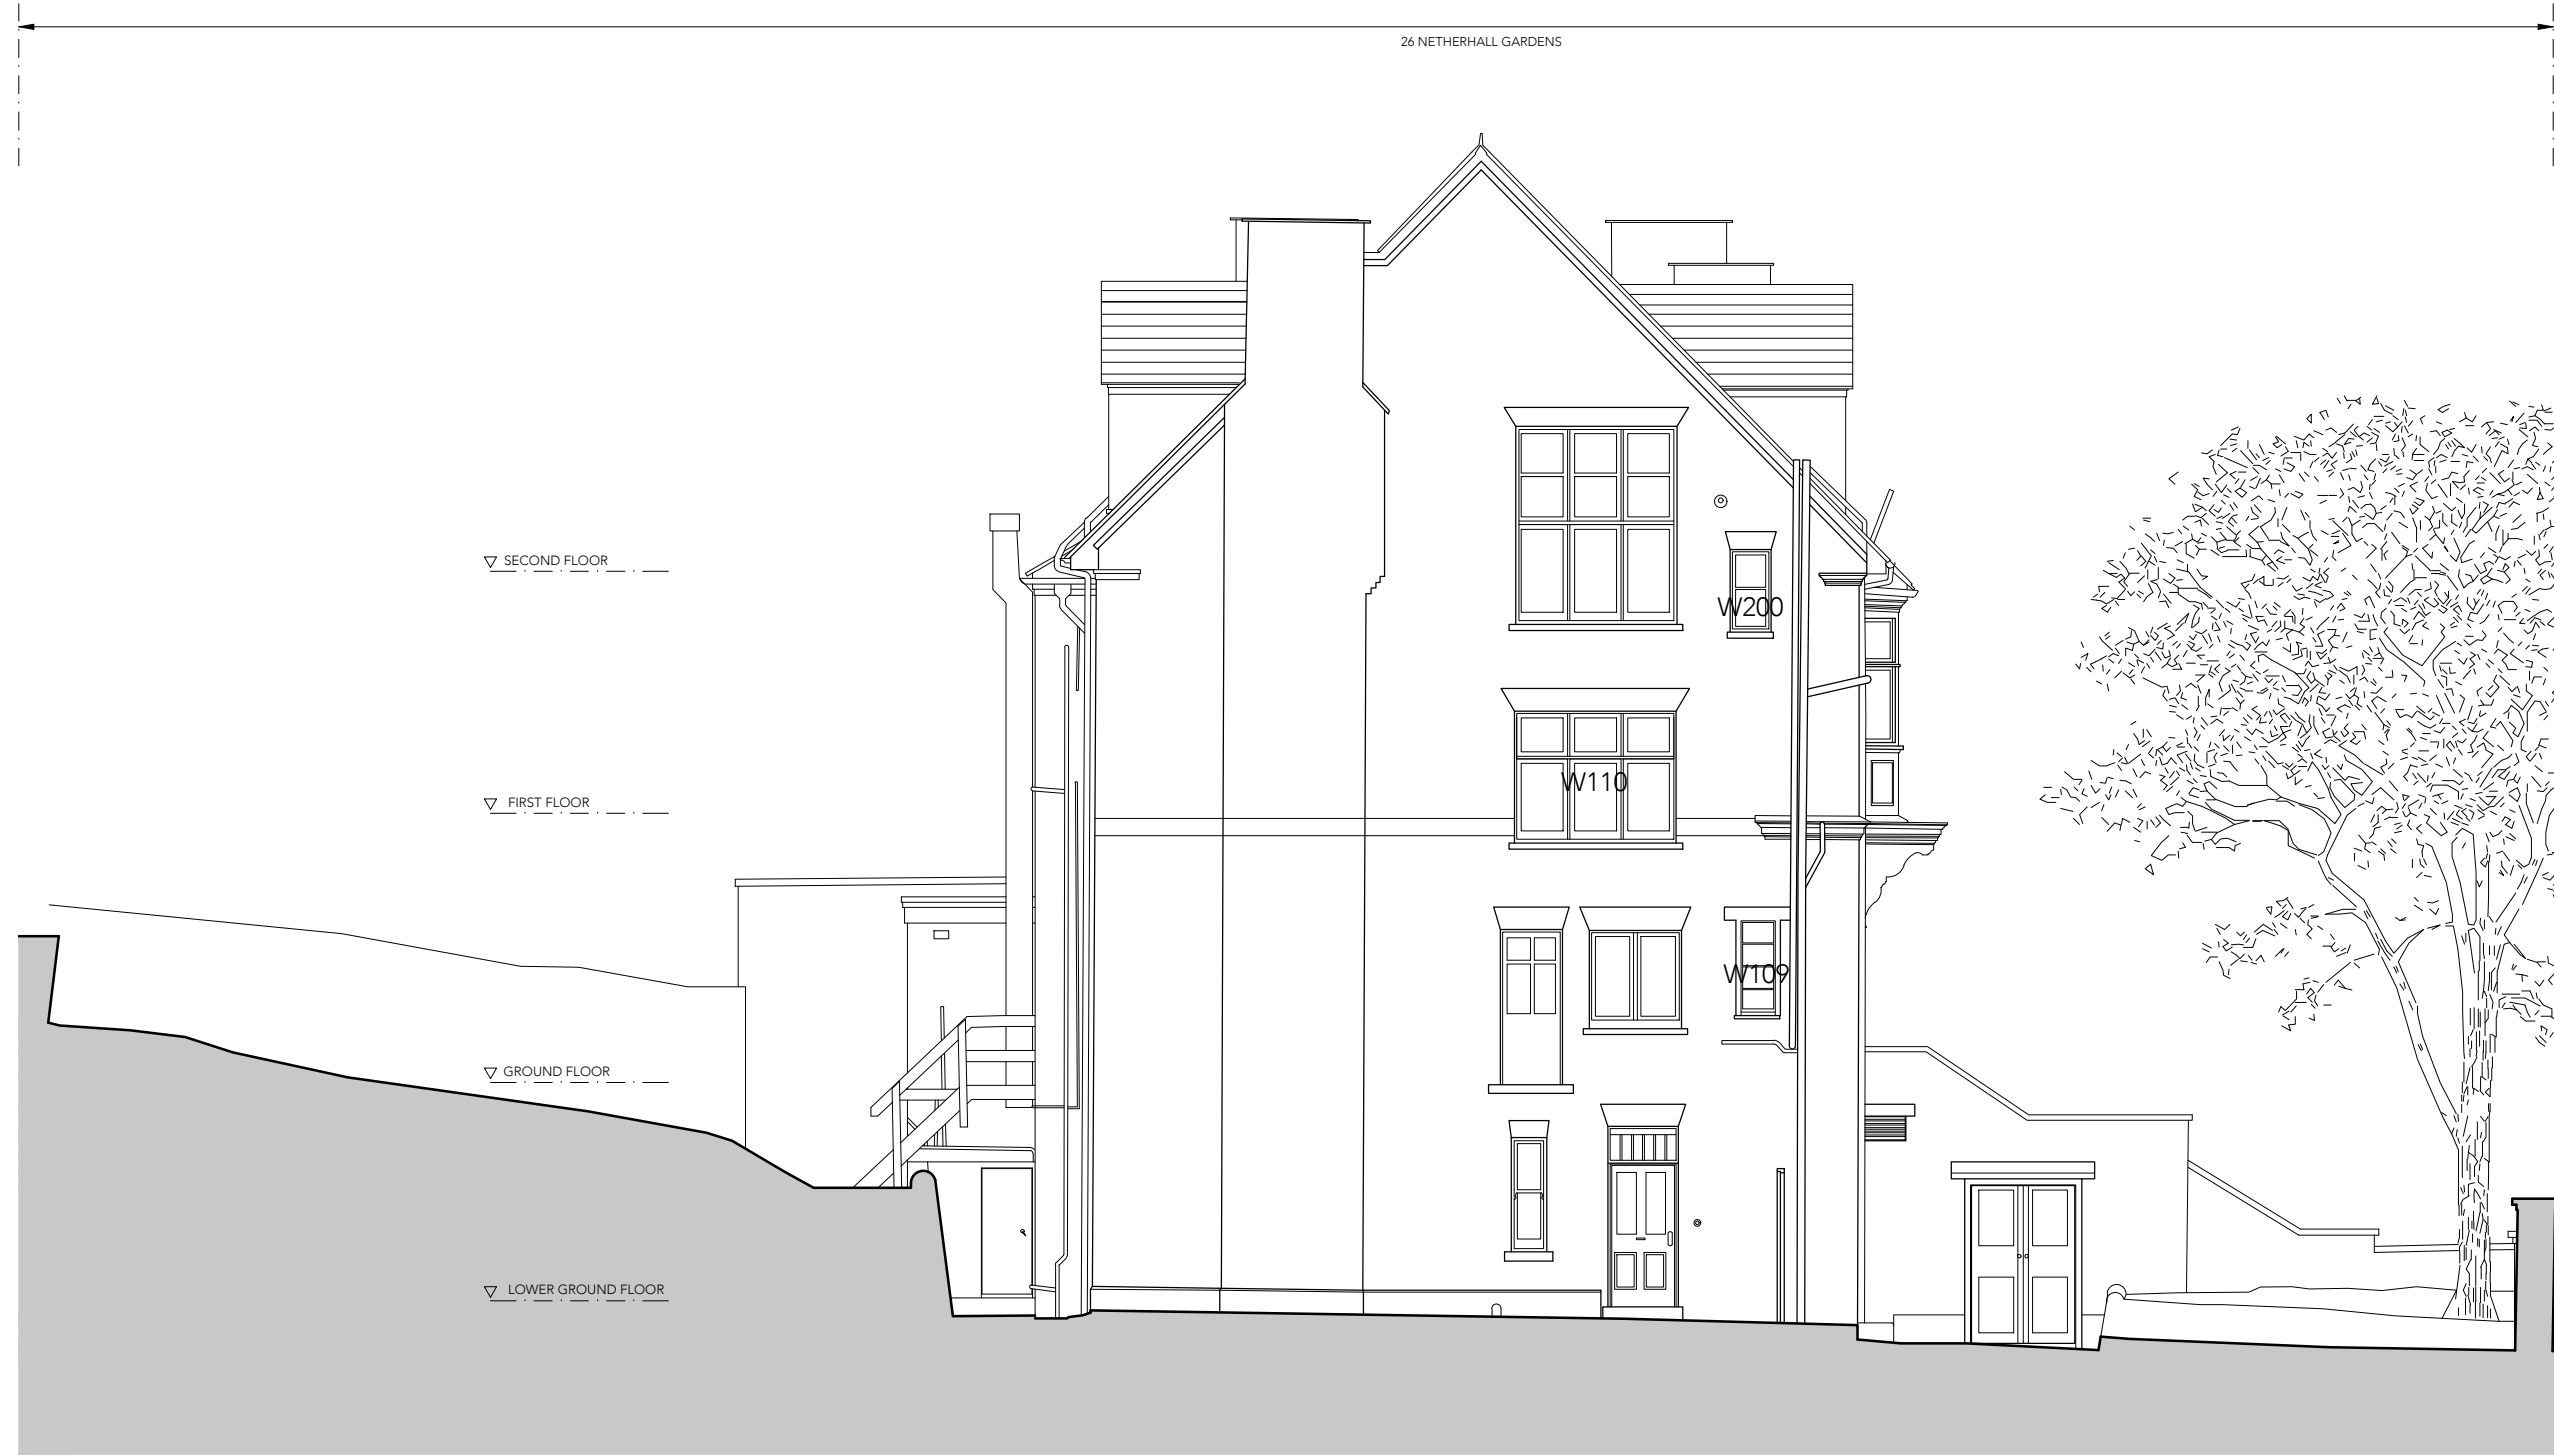 26 NETHERHALL GARDENS
SECOND FLOOR
W200
W110
FIRST FLOOR
W109
GROUND FLOOR
LOWER GROUND FLOOR